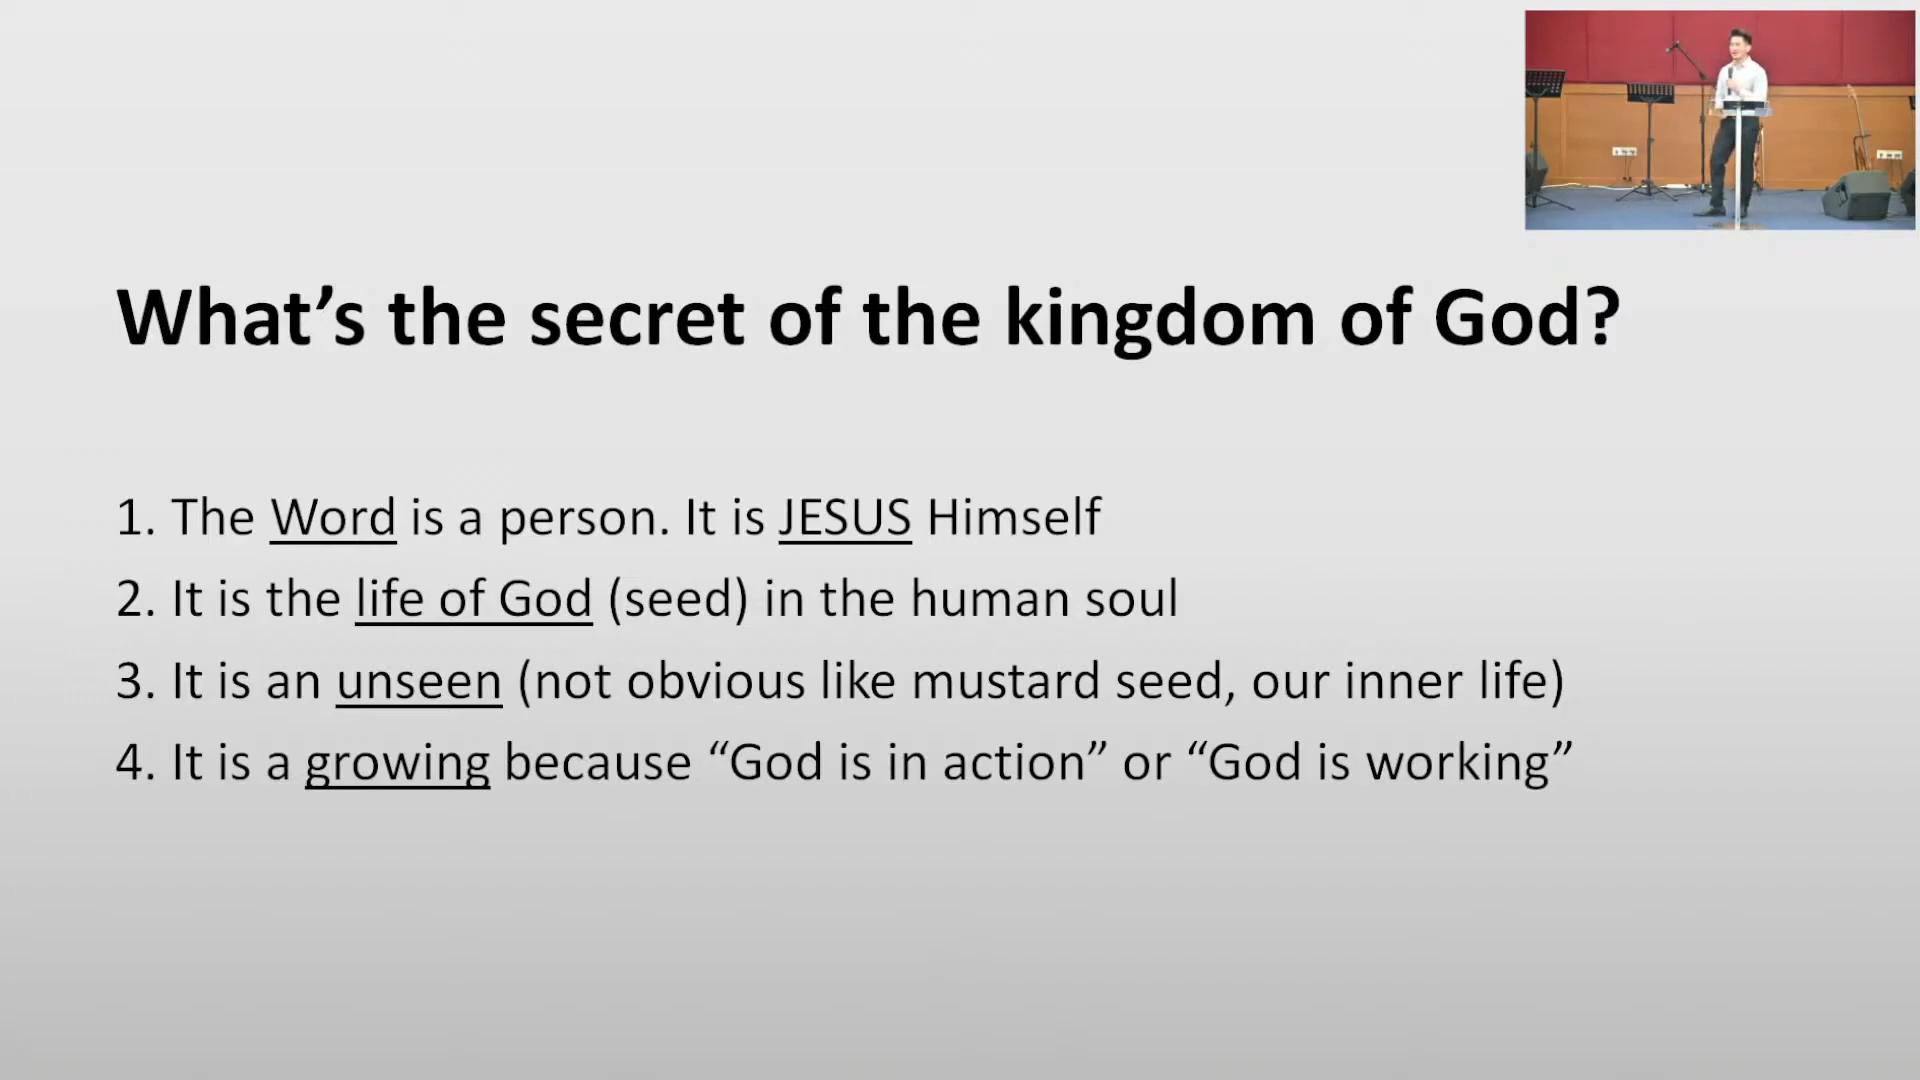 What’s the secret of the kingdom of God?
1. The Word is a person. It is JESUS Himself
2. It is the life of God (seed) in the human soul
3. It is an unseen (not obvious like mustard seed, our inner life)
4. It is a growing because “God is in action” or “God is working”